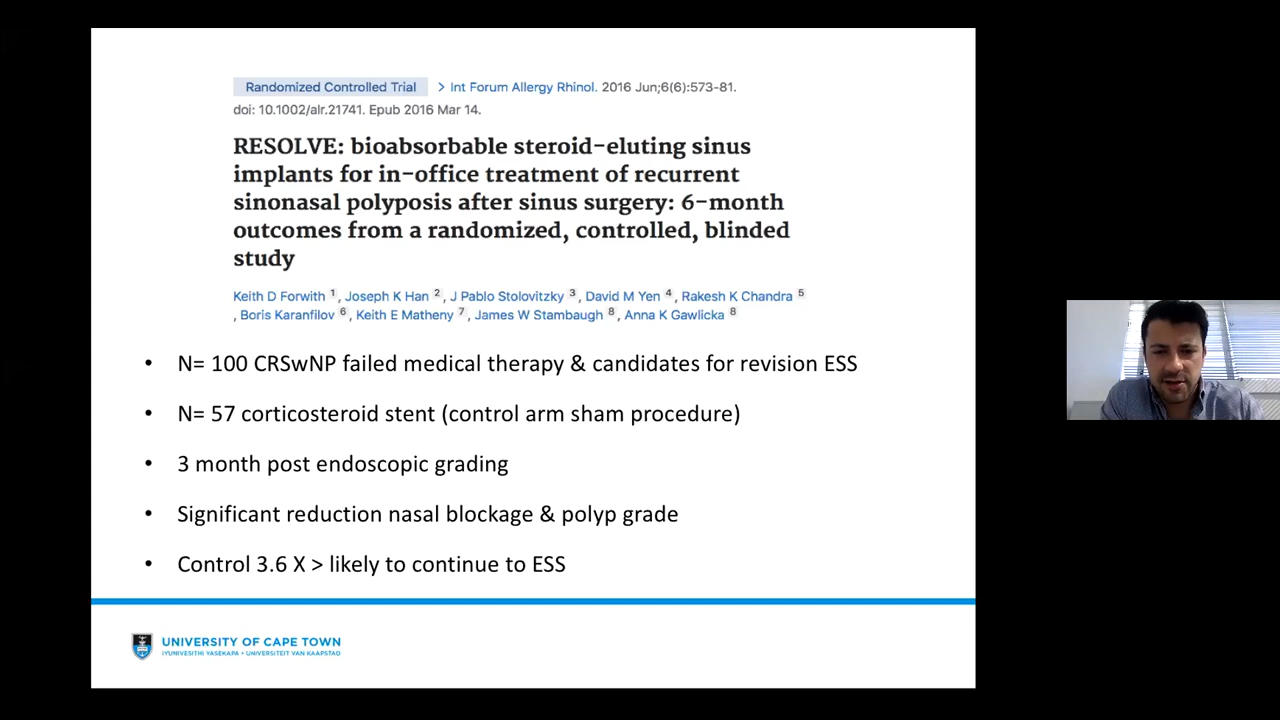 Randomized Controlled Trial > Int Forum Allergy Rhinol. 2016 Jun;6(6):573-81.
doi: 10.1002/alr.21741. Epub 2016 Mar 14.
RESOLVE: bioabsorbable steroid-eluting sinus
implants for in-office treatment of recurrent
sinonasal polyposis after sinus surgery: 6-month
outcomes from a randomized, controlled, blinded
study
Keith D Forwith 1, Joseph K Han 2, J Pablo Stolovitzky 3, David M Yen 4, Rakesh K Chandra 5
, Boris Karanfilov 6, Keith E Matheny 7, James W Stambaugh 8, Anna K Gawlicka 8
• N= 100 CRSwNP failed medical therapy & candidates for revision ESS
• N= 57 corticosteroid stent (control arm sham procedure)
• 3 month post endoscopic grading
• Significant reduction nasal blockage & polyp grade
• Control 3.6 X > likely to continue to ESS
UNIVERSITY OF CAPE TOWN
IYUNIVESITHI YASEKAPA • UNIVERSITEIT VAN KAAPSTAD